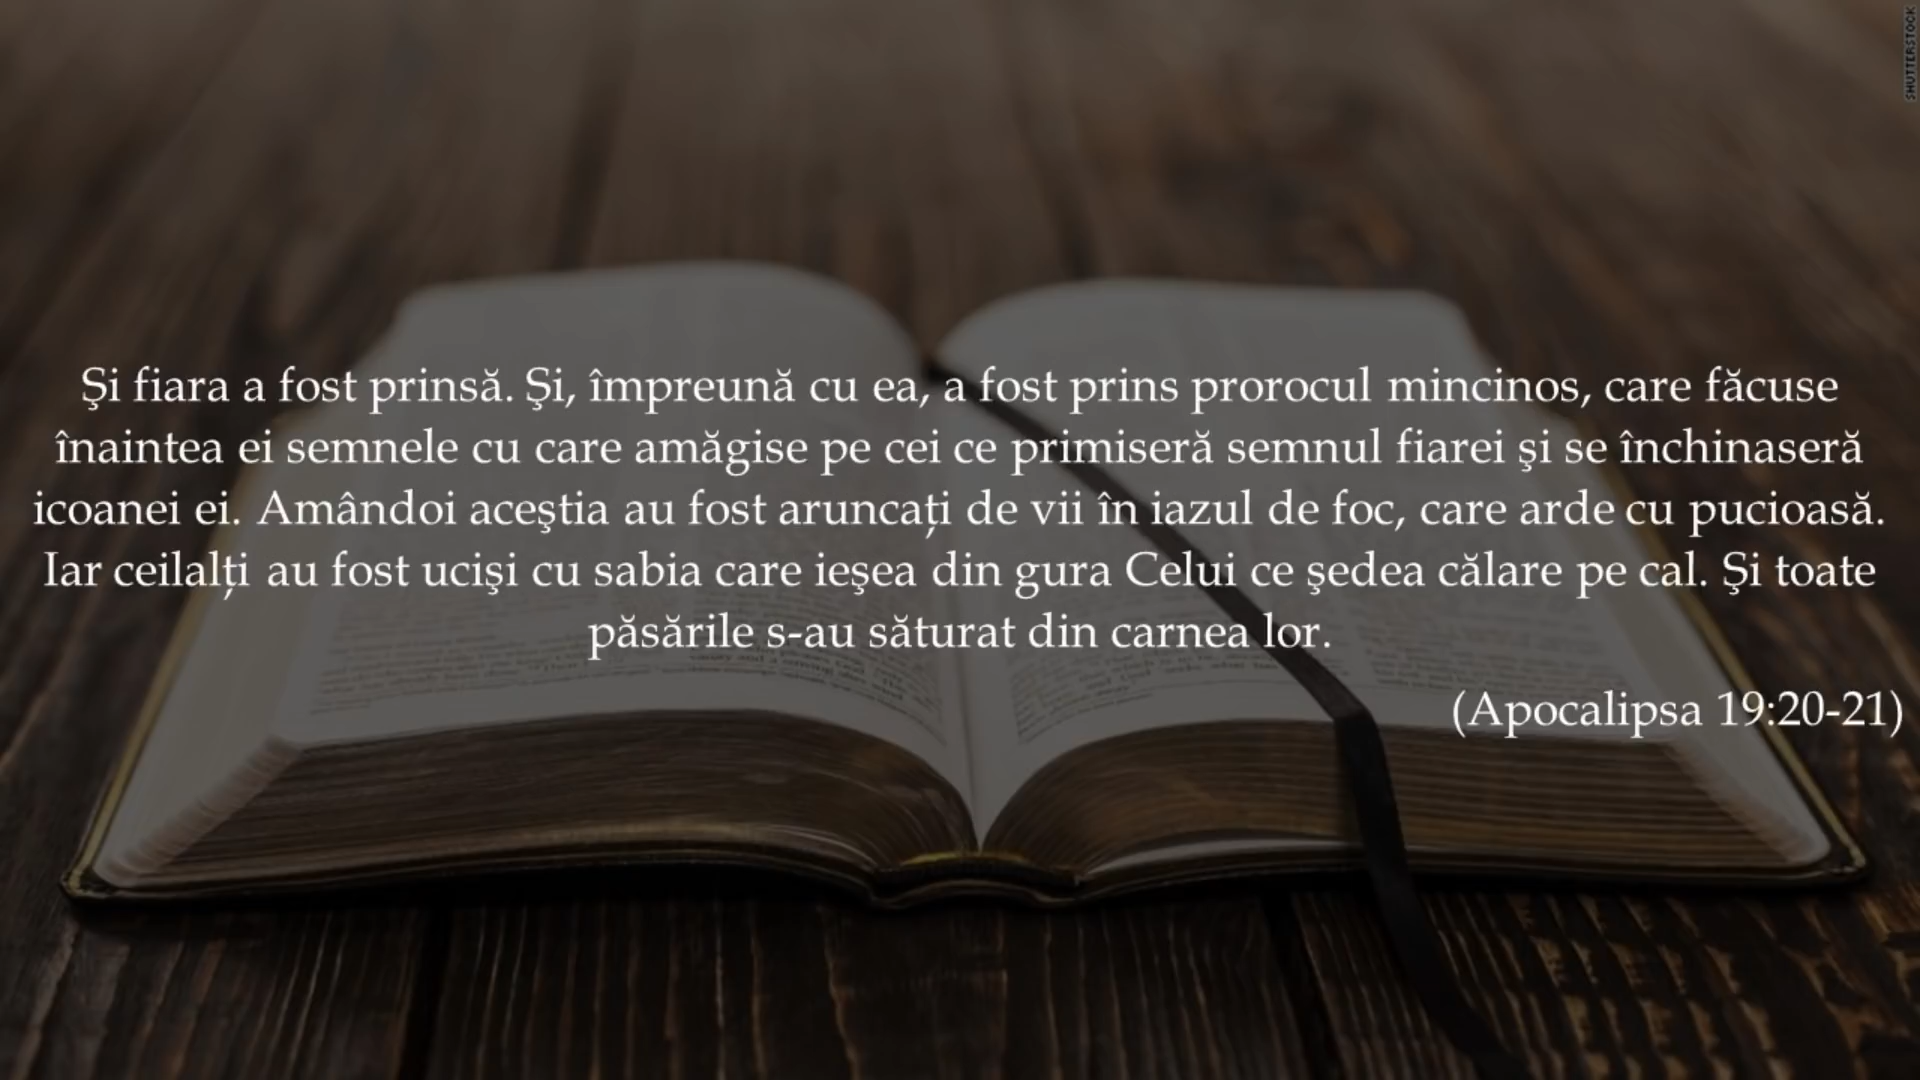 SHUTTERSTOCK
Şi fiara a fost prinsă. Şi, împreună cu ea, a fost prins prorocul mincinos, care făcuse
înaintea ei semnele cu care amăgise pe cei ce primiseră semnul fiarei şi se închinaseră
icoanei ei. Amândoi aceştia au fost aruncaţi de vii în iazul de foc, care arde cu pucioasă.
Iar ceilalţi au fost ucişi cu sabia care ieşea din gura Celui ce şedea călare pe cal. Şi toate
păsările s-au săturat din carnea lor.
(Apocalipsa 19:20-21)